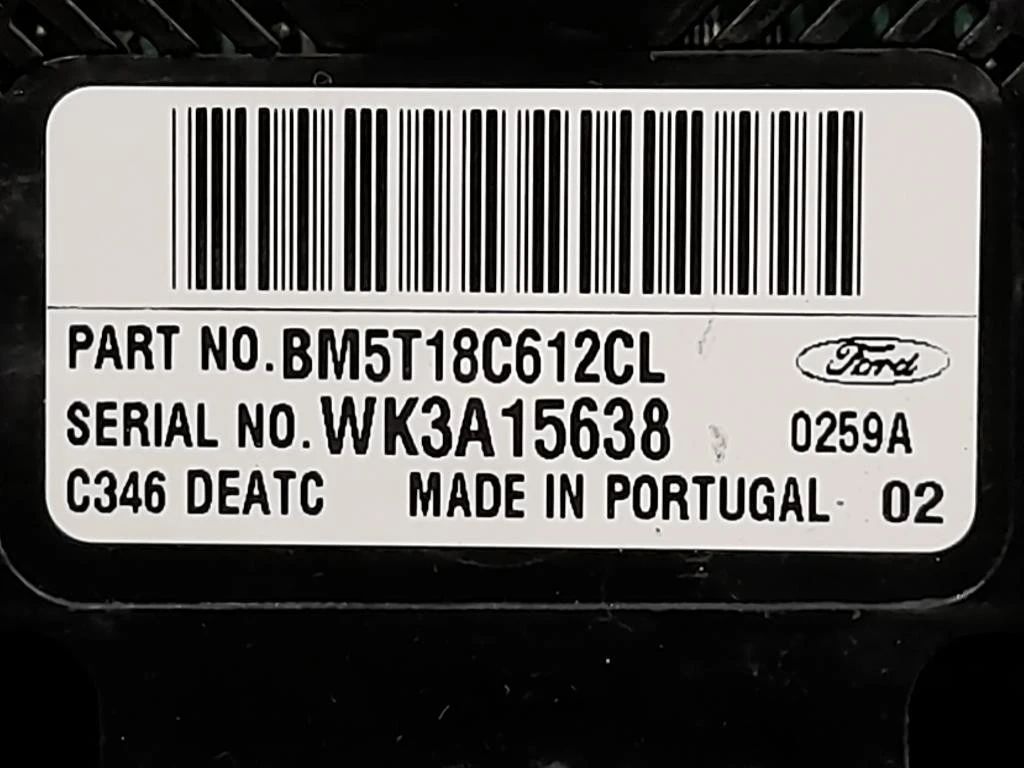 PART NO. BM5T18C612CL Ford
SERIAL NO. WK3A15638 0259A
C346 DEATC MADE IN PORTUGAL 02